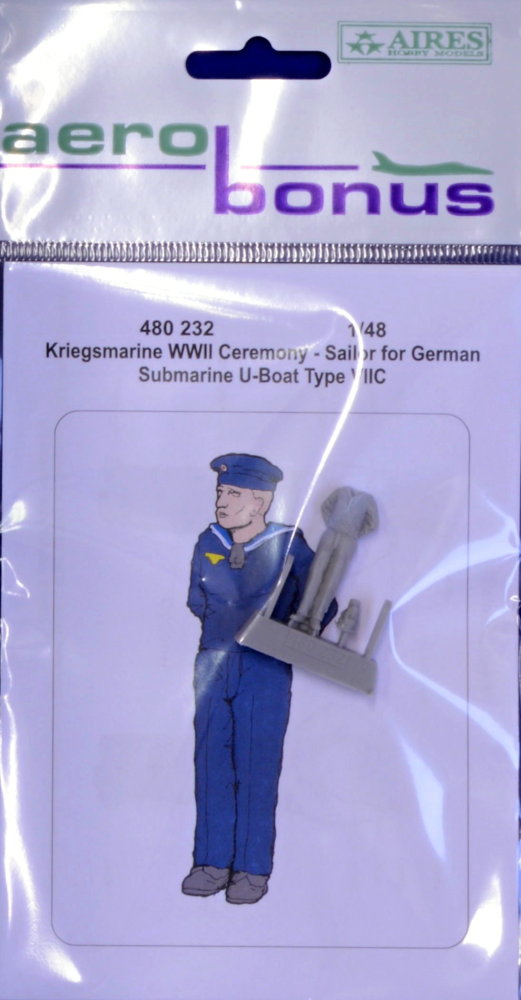 AIRES
HOBBY MODELS
aero
bonus
480 232 1/48
Kriegsmarine WWII Ceremony - Sailor for German
Submarine U-Boat Type VIIC